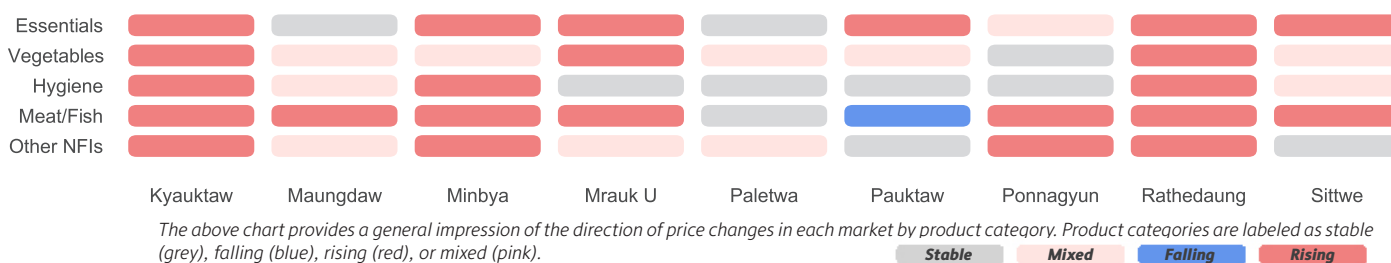 Essentials
Vegetables
Hygiene
Meat/Fish
Other NFIs
Kyauktaw Maungdaw Minbya Mrauk U Paletwa Pauktaw Ponnagyun Rathedaung Sittwe
The above chart provides a general impression of the direction of price changes in each market by product category. Product categories are labeled as stable
(grey), falling (blue), rising (red), or mixed (pink).
Stable Mixed Falling Rising